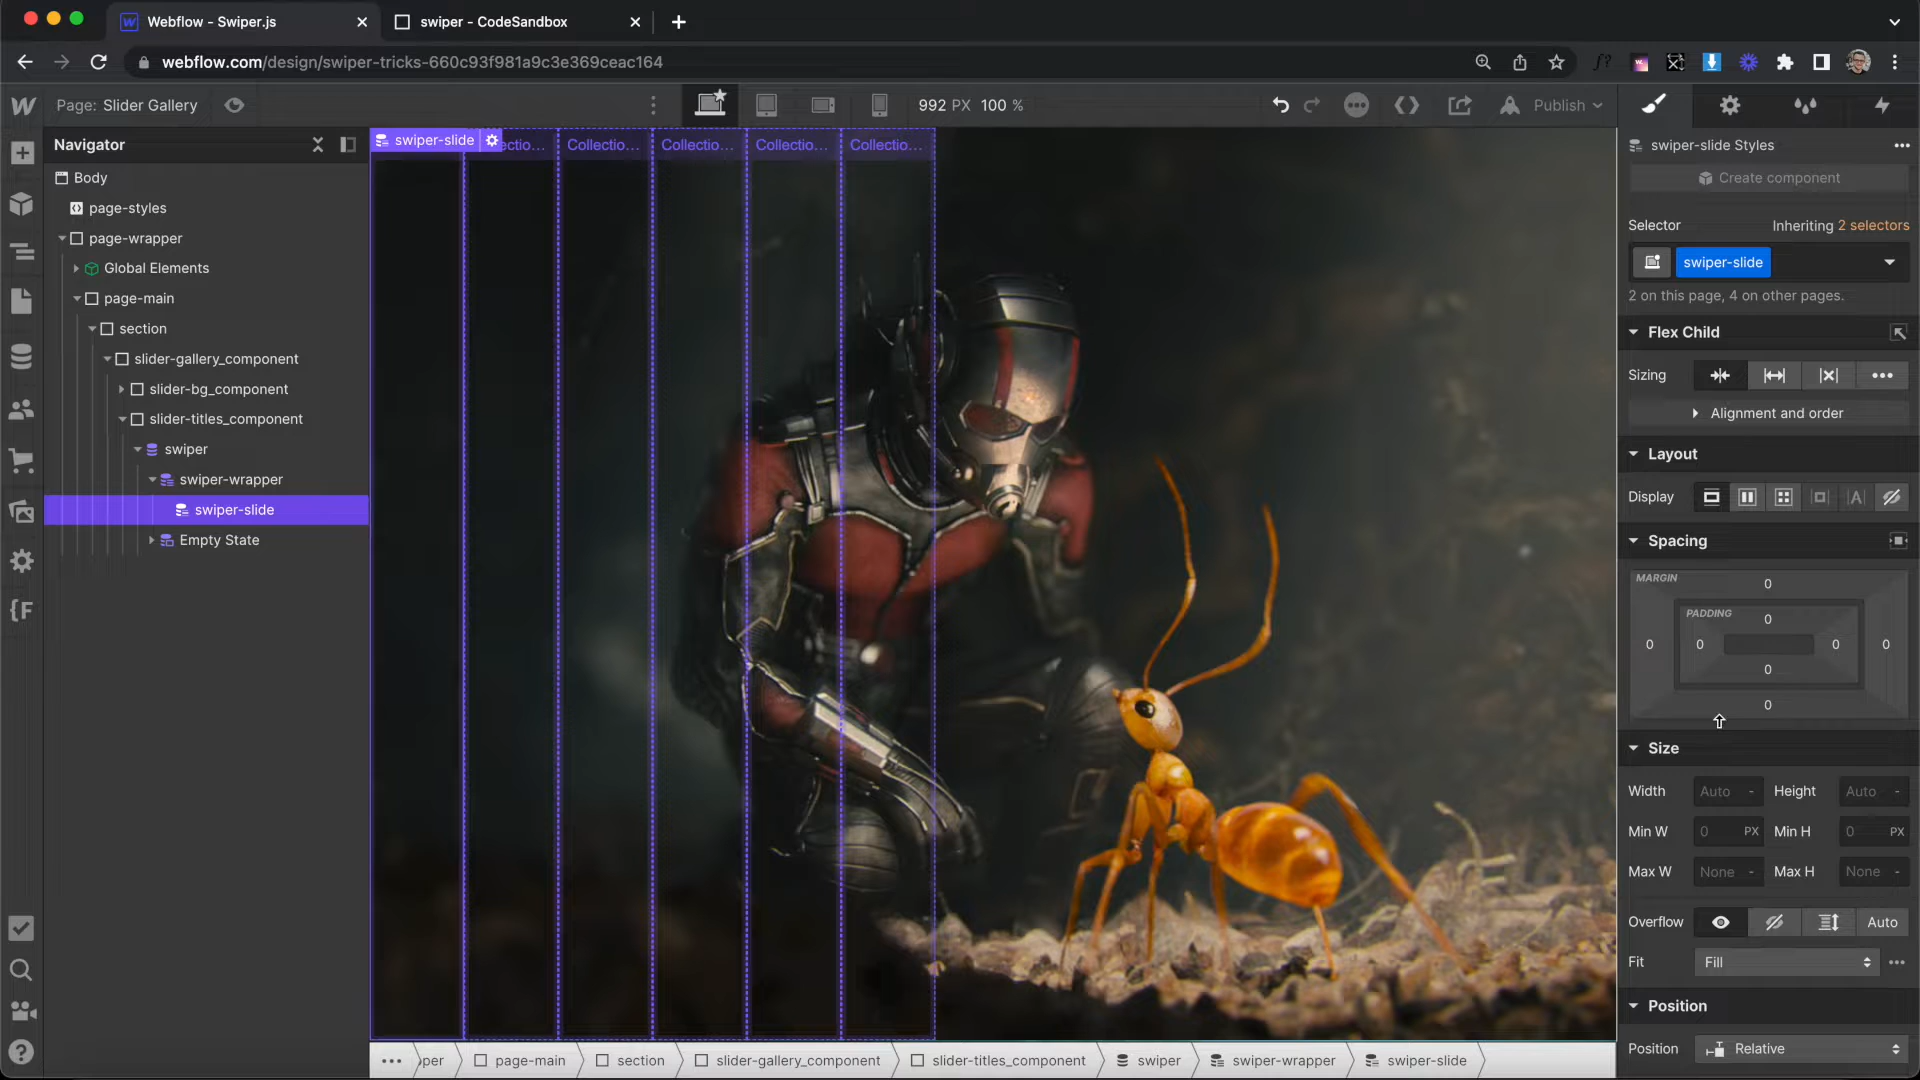 Webflow - Swiper.js
swiper - CodeSandbox
webflow.com/design/swiper-tricks-660c93f981a9c3e369ceac164
Page: Slider Gallery
992 PX 100 %
Publish
Navigator
Body
page-styles
page-wrapper
Global Elements
page-main
section
slider-gallery_component
slider-bg_component
slider-titles_component
swiper
swiper-wrapper
swiper-slide
Empty State
swiper-slide
ectio...
Collectio...
Collectio...
Collectio...
Collectio...
swiper-slide Styles
Create component
Selector
Inheriting 2 selectors
swiper-slide
2 on this page, 4 on other pages.
Flex Child
Sizing
Alignment and order
Layout
Display
Spacing
MARGIN
0
PADDING
0
0 0 0 0
0
0
Size
Width Auto - Height Auto -
Min W 0 PX Min H 0 PX
Max W None - Max H None -
Overflow Auto
Fit Fill
Position
Position Relative
per page-main section slider-gallery_component slider-titles_component swiper swiper-wrapper swiper-slide